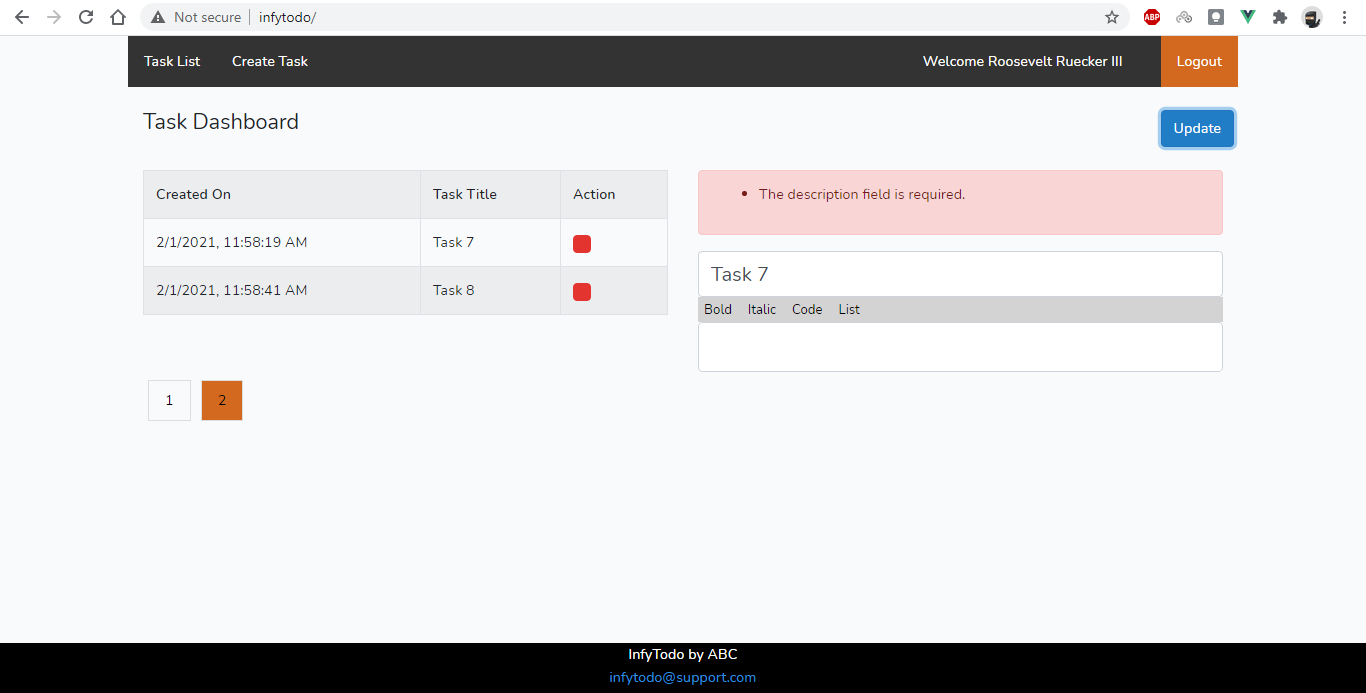 Not secure | infytodo/
ABP
Task List Create Task Welcome Roosevelt Ruecker III Logout
Task Dashboard
Update
Created On Task Title Action
2/1/2021, 11:58:19 AM Task 7
2/1/2021, 11:58:41 AM Task 8
1 2
The description field is required.
Task 7
Bold Italic Code List
InfyTodo by ABC
infytodo@support.com